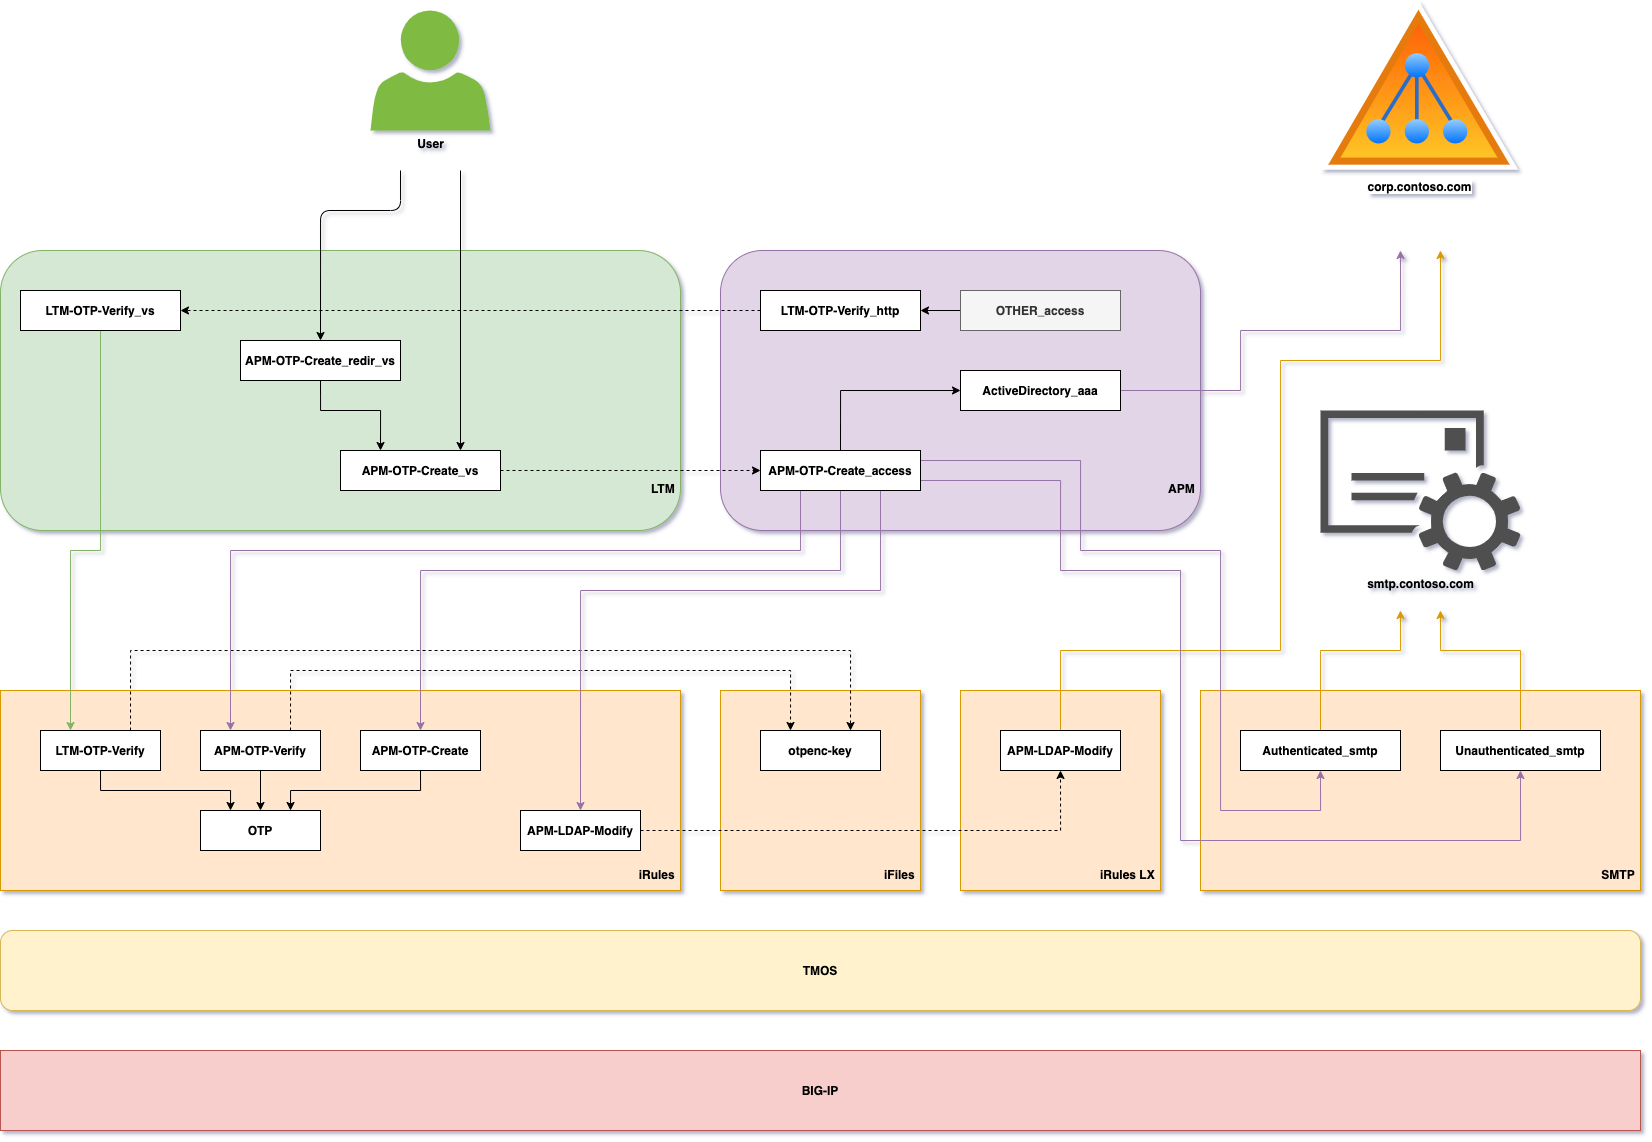 User
corp.contoso.com
LTM-OTP-Verify_vs
LTM-OTP-Verify_http
OTHER_access
APM-OTP-Create_redir_vs
ActiveDirectory_aaa
APM-OTP-Create_vs
APM-OTP-Create_access
LTM
APM
smtp.contoso.com
LTM-OTP-Verify
APM-OTP-Verify
APM-OTP-Create
otpenc-key
APM-LDAP-Modify
Authenticated_smtp
Unauthenticated_smtp
OTP
APM-LDAP-Modify
iRules
iFiles
iRules LX
SMTP
TMOS
BIG-IP